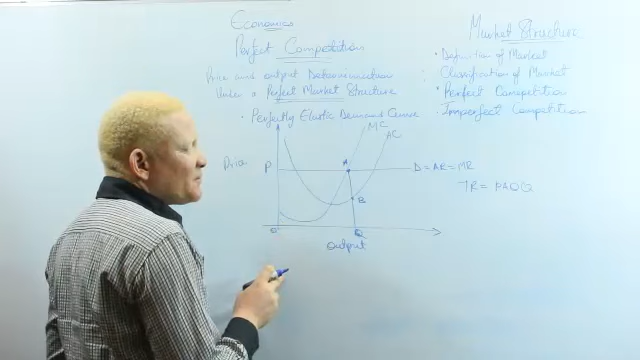 Economics
Perfect Competition
Price and output Determination
Under a Perfect Market Structure
· Perfectly Elastic Demand Curve
MC
AC
Price
P
A
D = AR = MR
B
O
Q
Output
Market Structure
· Definition of Market
Classification of Market
· Perfect Competition
· Imperfect Competition
TR = PAOQ